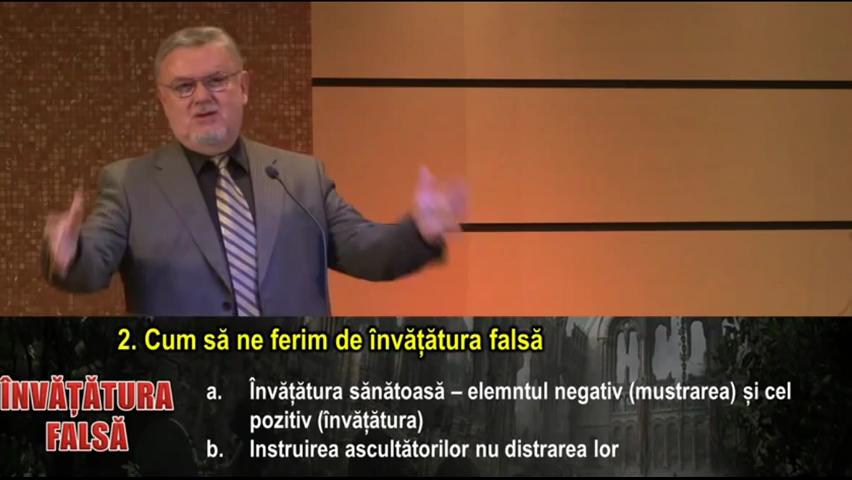 2. Cum să ne ferim de învățătura falsă
ÎNVĂȚĂTURA
FALSĂ
a. Învățătura sănătoasă – elemntul negativ (mustrarea) și cel
pozitiv (învățătura)
b. Instruirea ascultătorilor nu distrarea lor